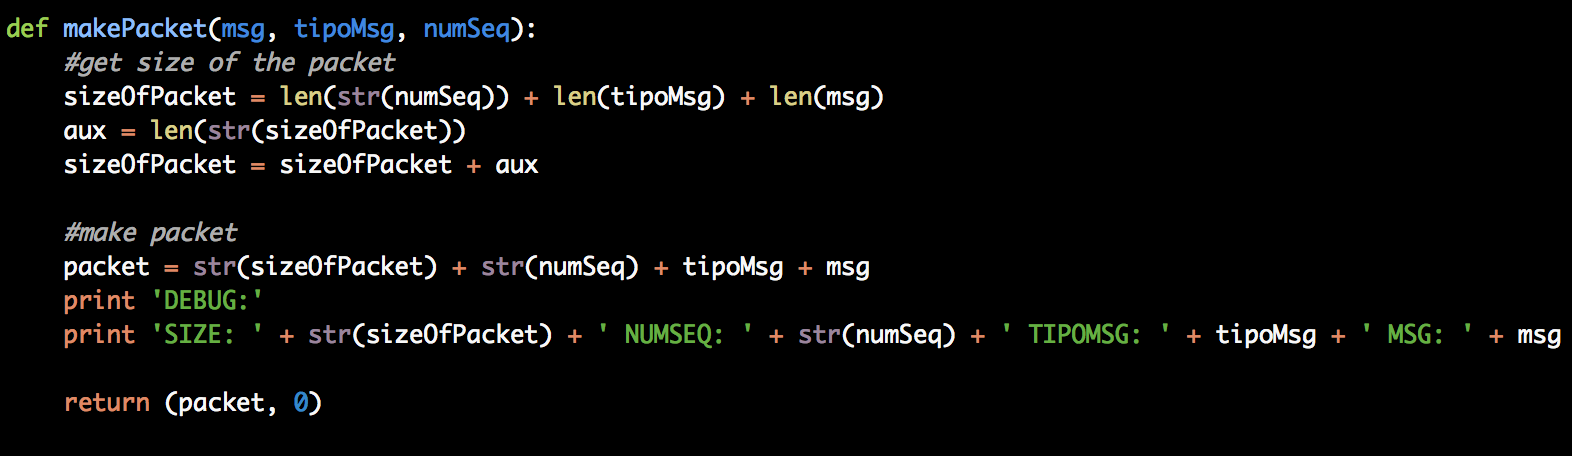 def makePacket(msg, tipoMsg, numSeq):
    #get size of the packet
    sizeOfPacket = len(str(numSeq)) + len(tipoMsg) + len(msg)
    aux = len(str(sizeOfPacket))
    sizeOfPacket = sizeOfPacket + aux

    #make packet
    packet = str(sizeOfPacket) + str(numSeq) + tipoMsg + msg
    print 'DEBUG:'
    print 'SIZE: ' + str(sizeOfPacket) + ' NUMSEQ: ' + str(numSeq) + ' TIPOMSG: ' + tipoMsg + ' MSG: ' + msg

    return (packet, 0)